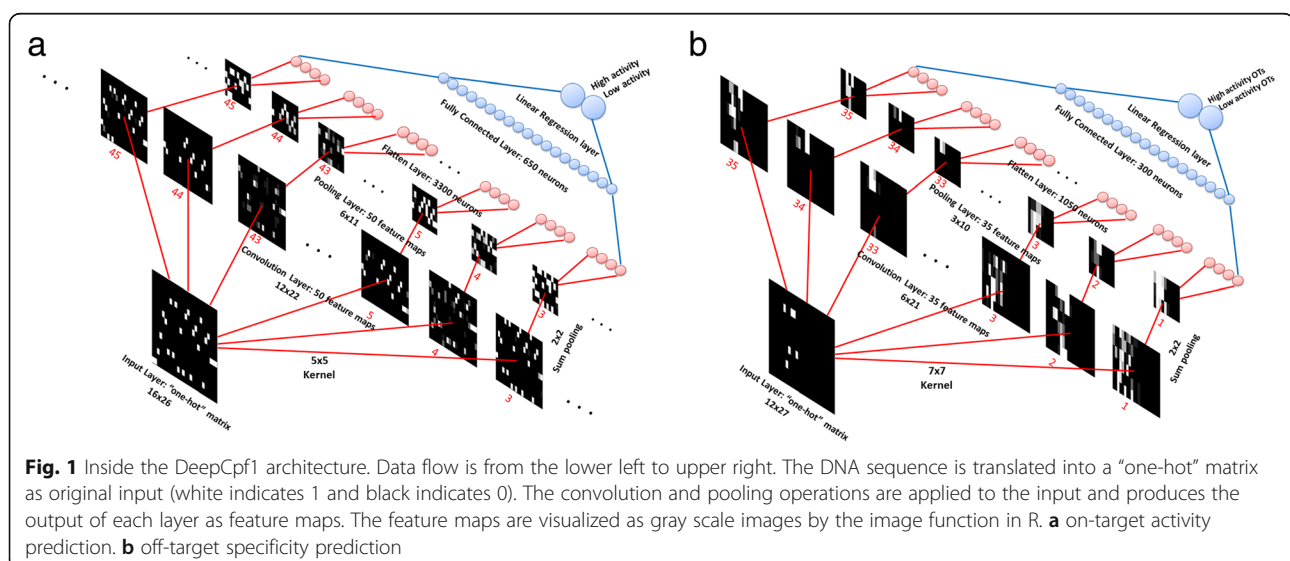 a
45
44
43
5
4
3
45
44
43
5
4
3
High activity
Low activity
Linear Regression layer
Fully Connected Layer: 650 neurons
Flatten Layer: 3300 neurons
Pooling Layer: 50 feature maps
6x11
Convolution Layer: 50 feature maps
12x22
2x2
Sum pooling
5x5
Kernel
Input Layer: "one-hot" matrix
16x26
b
35
34
33
3
2
1
35
34
33
3
2
1
High activity OTs
Low activity OTs
Linear Regression layer
Fully Connected Layer: 300 neurons
Flatten Layer: 1050 neurons
Pooling Layer: 35 feature maps
3x10
Convolution Layer: 35 feature maps
6x21
2x2
Sum pooling
7x7
Kernel
Input Layer: "one-hot" matrix
12x27
Fig. 1 Inside the DeepCpf1 architecture. Data flow is from the lower left to upper right. The DNA sequence is translated into a “one-hot” matrix
as original input (white indicates 1 and black indicates 0). The convolution and pooling operations are applied to the input and produces the
output of each layer as feature maps. The feature maps are visualized as gray scale images by the image function in R. a on-target activity
prediction. b off-target specificity prediction